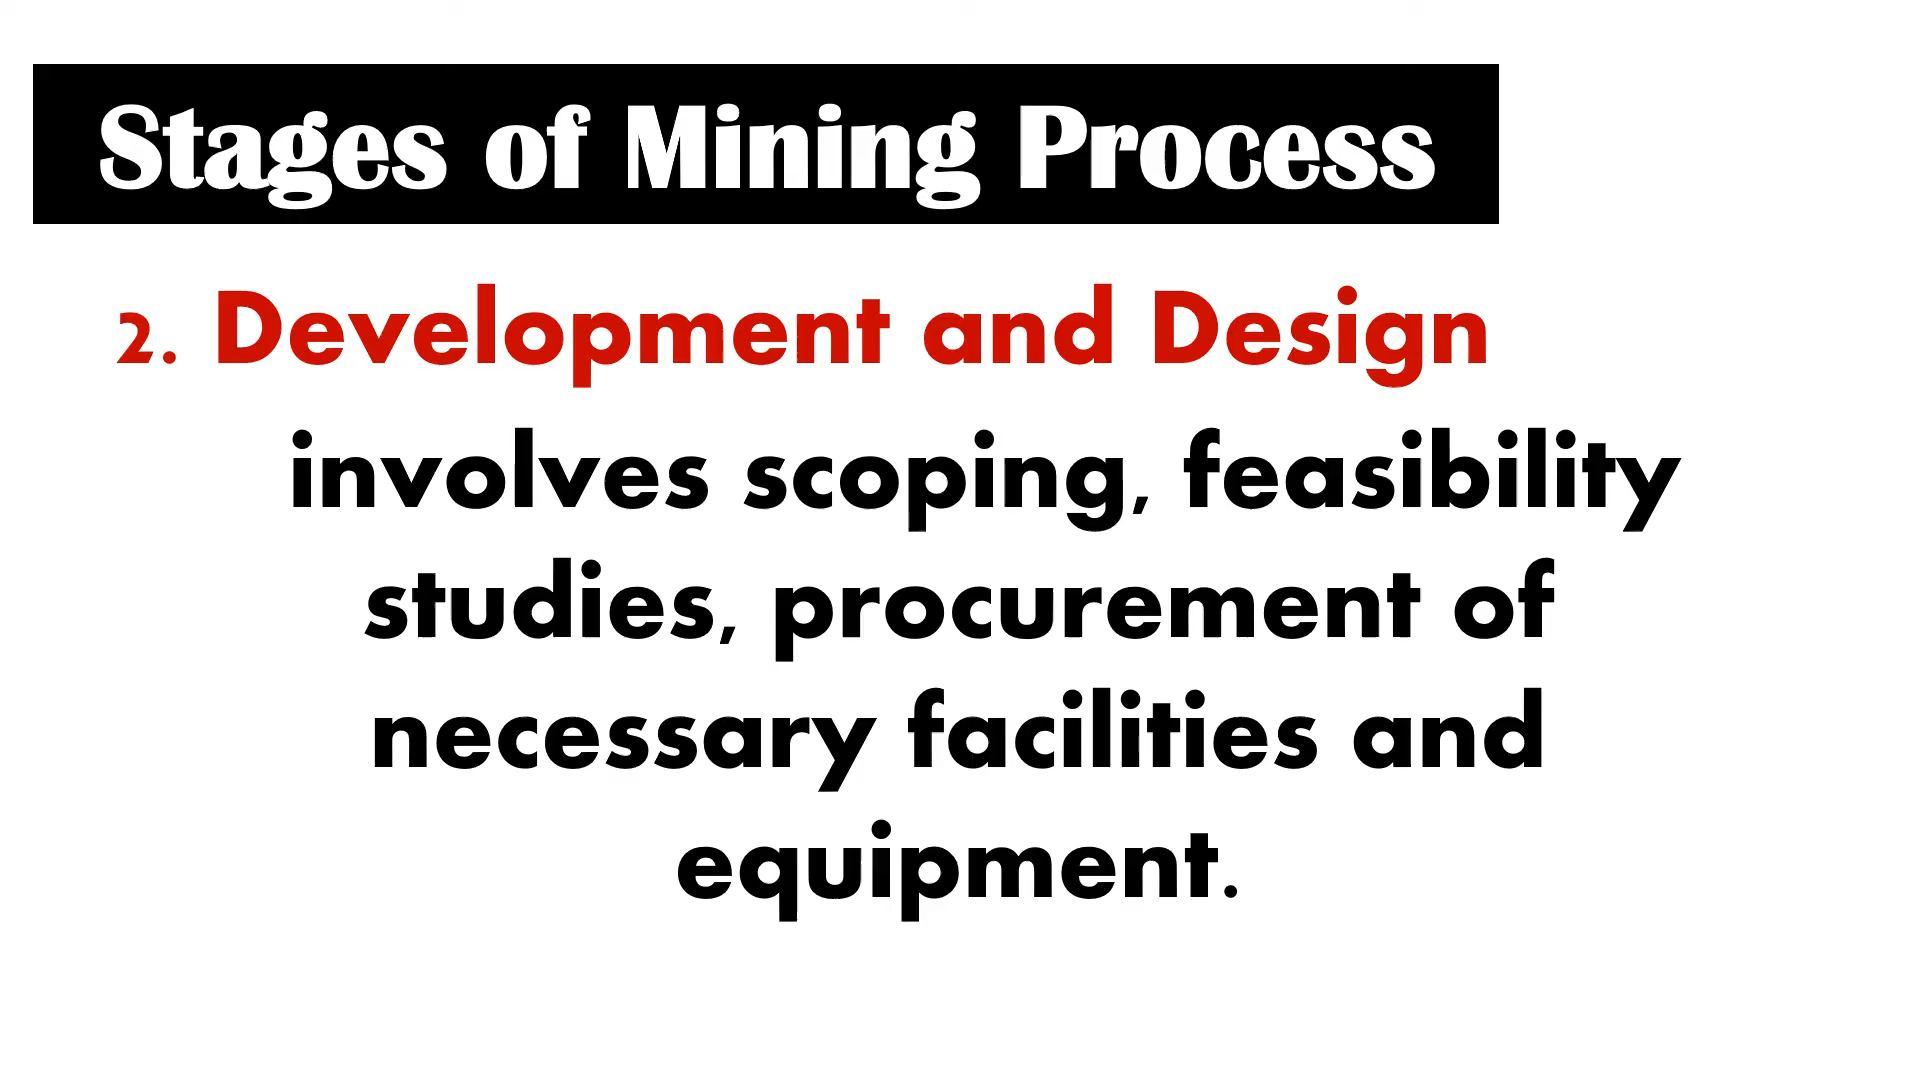 Stages of Mining Process
2. Development and Design
involves scoping, feasibility
studies, procurement of
necessary facilities and
equipment.